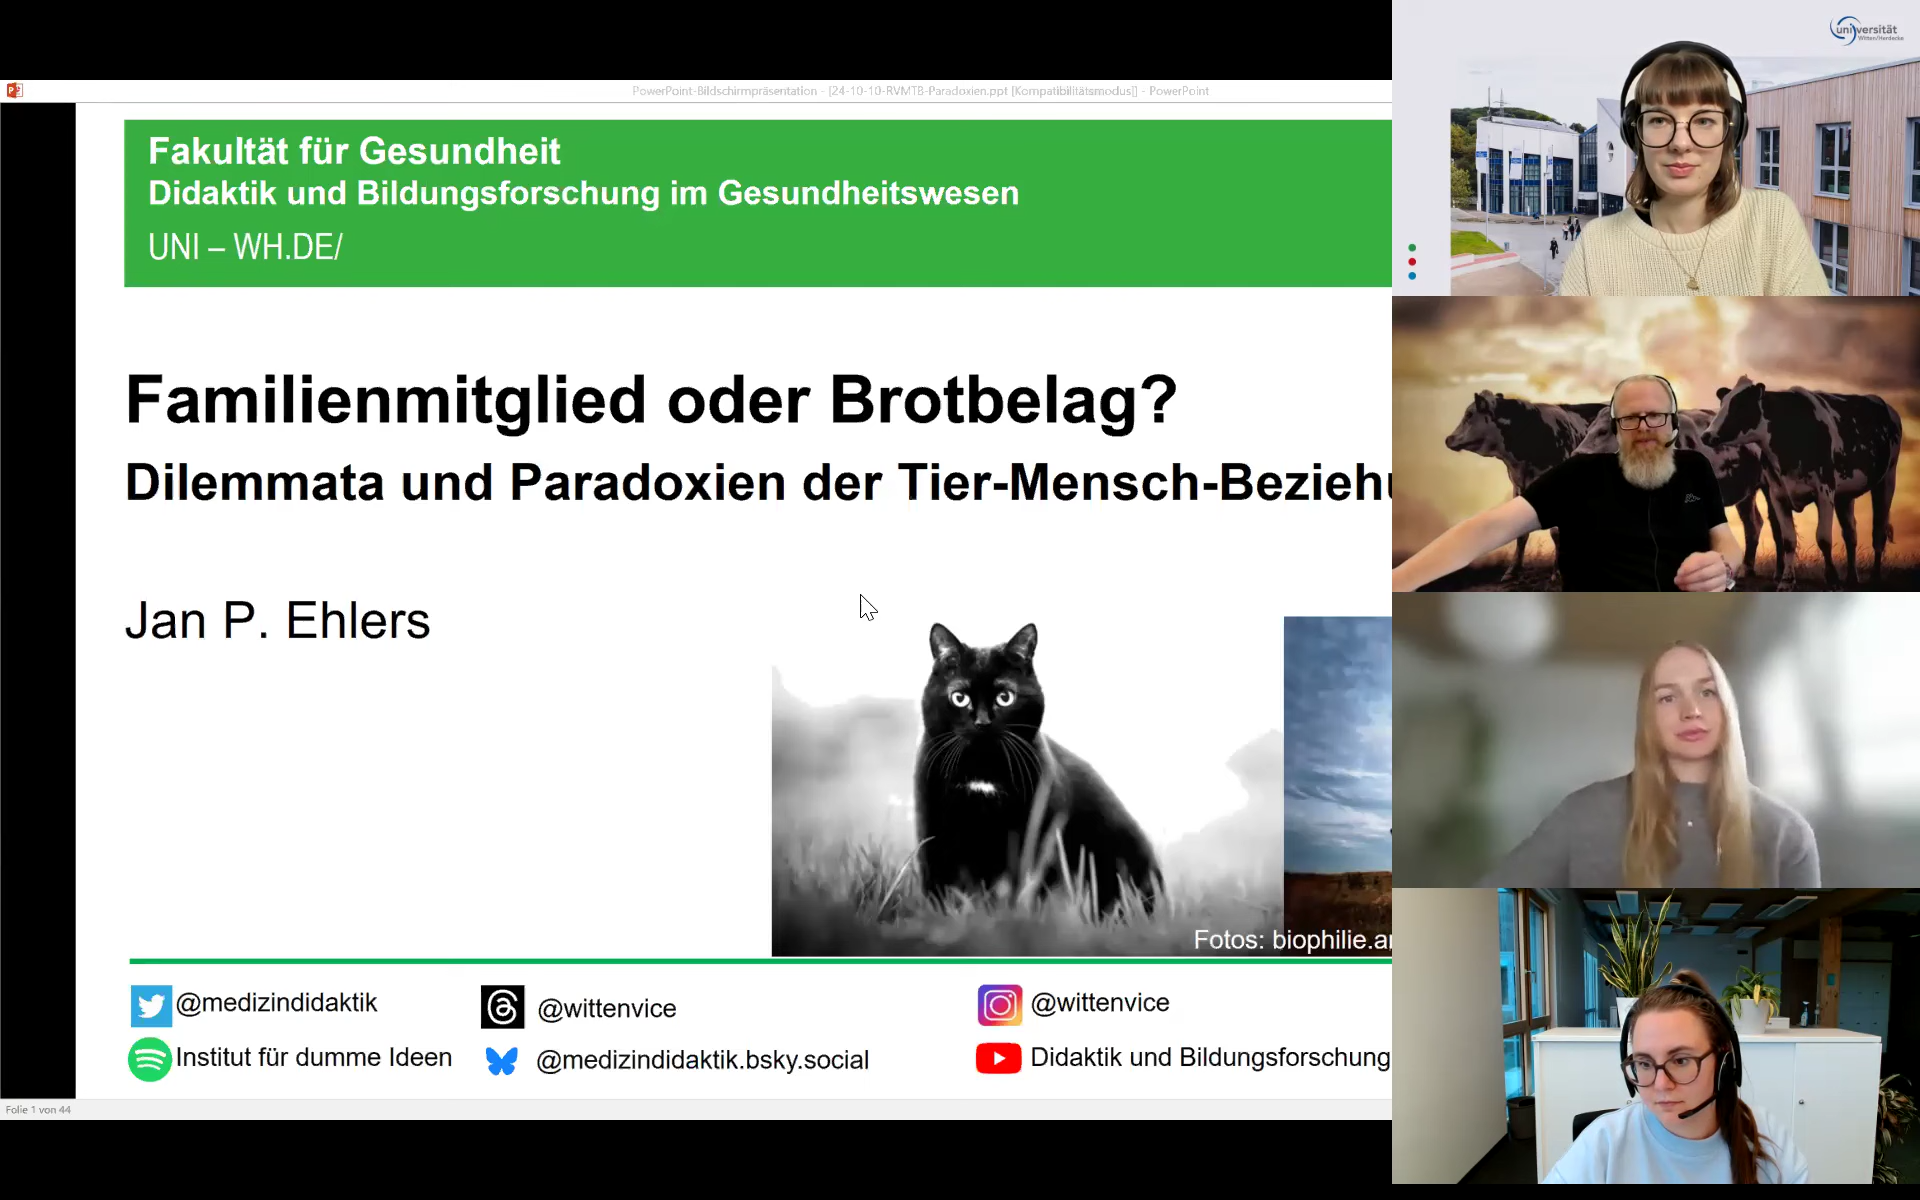 PowerPoint-Bildschirmpräsentation - [24-10-10-RVMTB-Paradoxien.ppt [Kompatibilitätsmodus]] - PowerPoint
Fakultät für Gesundheit
Didaktik und Bildungsforschung im Gesundheitswesen
UNI – WH.DE/
Familienmitglied oder Brotbelag?
Dilemmata und Paradoxien der Tier-Mensch-Beziehu
Jan P. Ehlers
Fotos: biophilie.ar
@medizindidaktik
@wittenvice
@wittenvice
Institut für dumme Ideen
@medizindidaktik.bsky.social
Didaktik und Bildungsforschung
Folie 1 von 44
universität
Witten/Herdecke